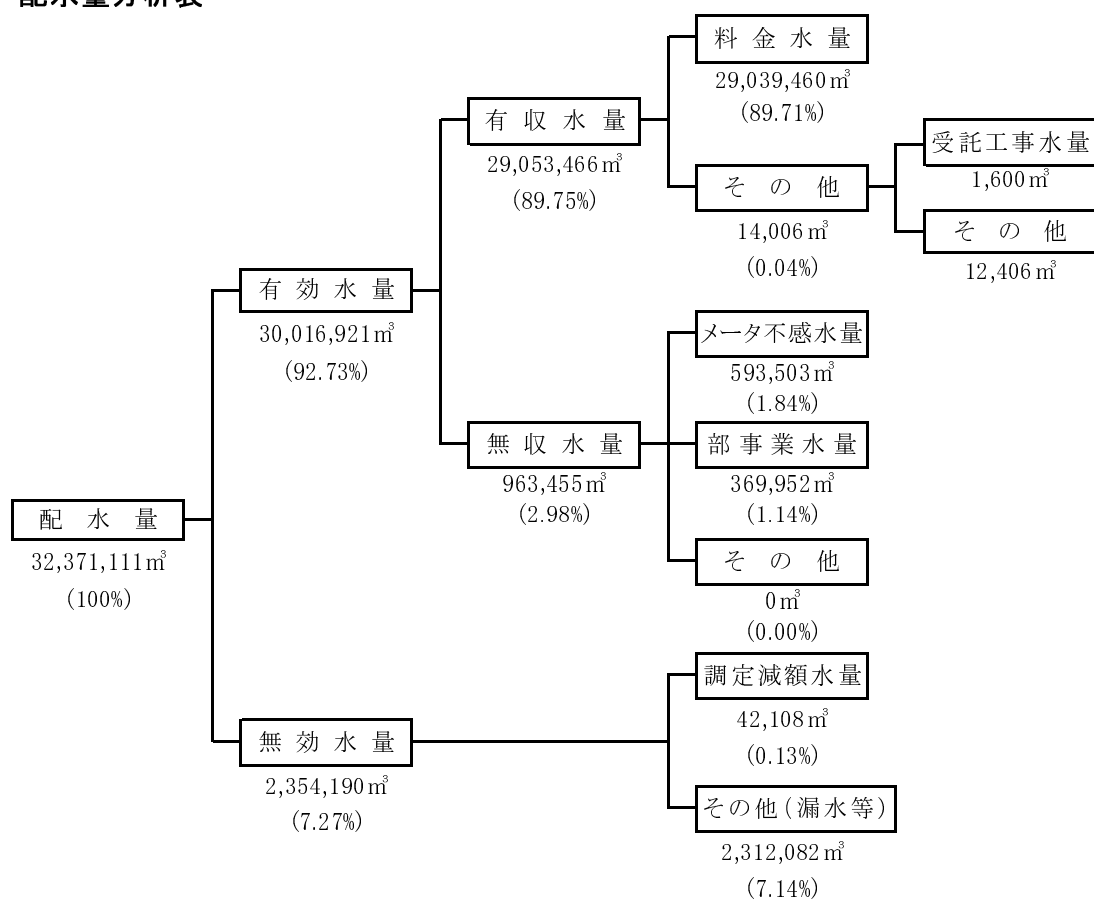 配水量分析表
料金水量
29,039,460㎥
(89.71%)
有収水量
29,053,466㎥
(89.75%)
受託工事水量
1,600㎥
その他
14,006㎥
(0.04%)
その他
12,406㎥
有効水量
30,016,921㎥
(92.73%)
メータ不感水量
593,503㎥
(1.84%)
無収水量
963,455㎥
(2.98%)
部事業水量
369,952㎥
(1.14%)
配水量
32,371,111㎥
(100%)
その他
0㎥
(0.00%)
調定減額水量
42,108㎥
(0.13%)
無効水量
2,354,190㎥
(7.27%)
その他(漏水等)
2,312,082㎥
(7.14%)